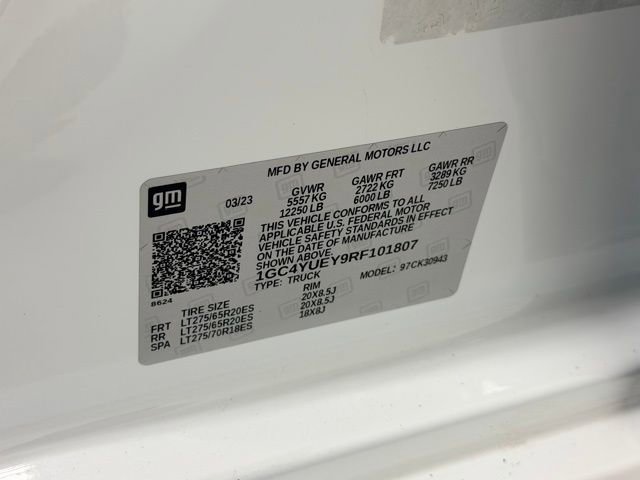 MFD BY GENERAL MOTORS LLC
gm
03/23 GVWR GAWR FRT GAWR RR
5557 KG 2722 KG 3289 KG
12250 LB 6000 LB 7250 LB
THIS VEHICLE CONFORMS TO ALL
APPLICABLE U.S. FEDERAL MOTOR
VEHICLE SAFETY STANDARDS IN EFFECT
ON THE DATE OF MANUFACTURE
SHOWN ABOVE.
1GC4YUEY9RF101807
TYPE: TRUCK MODEL: 97CK30943
8624
TIRE SIZE RIM
FRT LT275/65R20ES 20X8.5J
RR LT275/65R20ES 20X8.5J
SPA LT275/70R18ES 18X8J